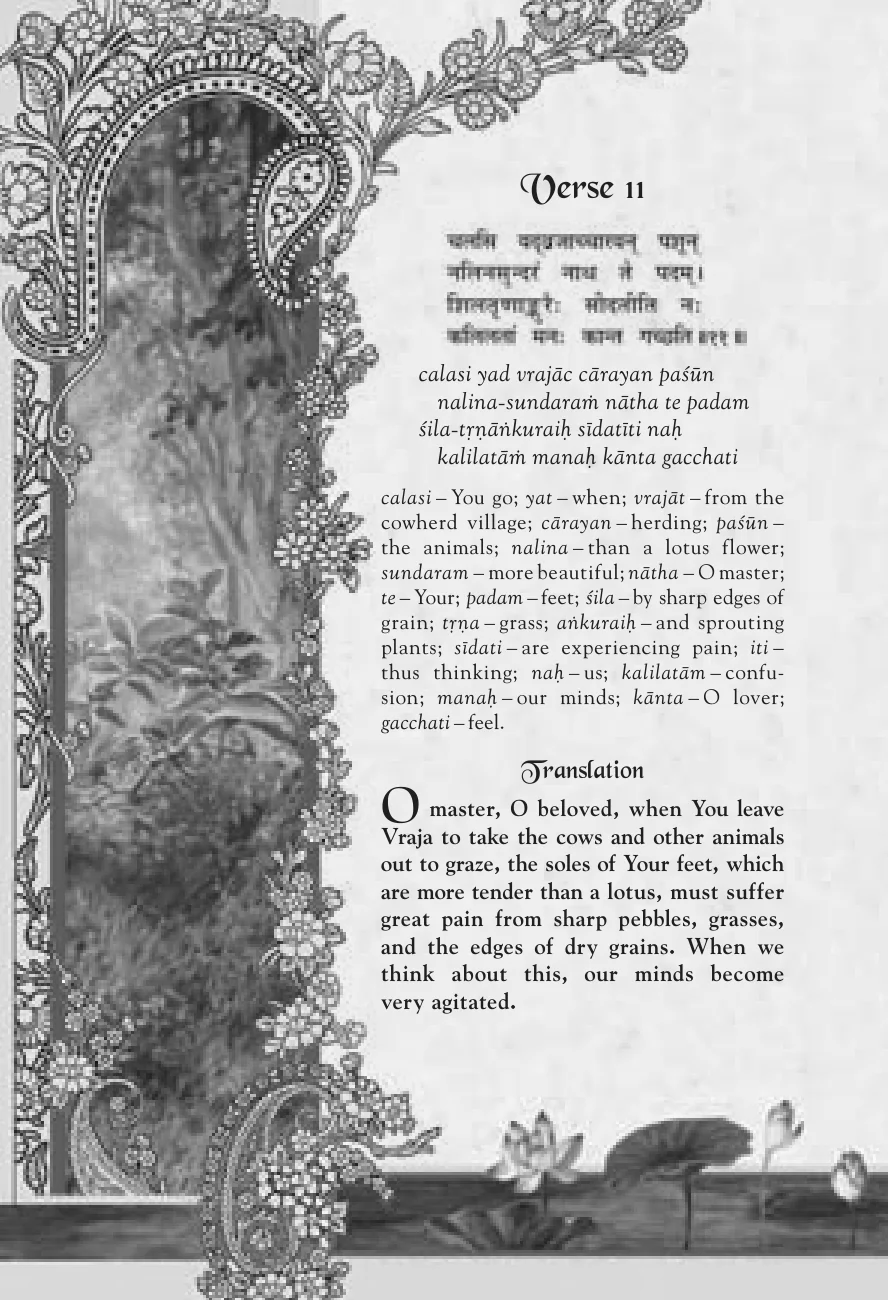 Verse 11
चलसि यद्व्रजाच्चारयन् पशून्
नलिनसुन्दरं नाथ ते पदम्।
शिलतृणाङ्कुरैः सीदतीति नः
कलिलतां मनः कान्त गच्छति॥११॥
calasi yad vrajāc cārayan paśūn
nalina-sundaraṁ nātha te padam
śila-tṛṇāṅkuraiḥ sīdatīti naḥ
kalilatāṁ manaḥ kānta gacchati
calasi – You go; yat – when; vrajāt – from the
cowherd village; cārayan – herding; paśūn –
the animals; nalina – than a lotus flower;
sundaram – more beautiful; nātha – O master;
te – Your; padam – feet; śila – by sharp edges of
grain; tṛṇa – grass; aṅkuraiḥ – and sprouting
plants; sīdati – are experiencing pain; iti –
thus thinking; naḥ – us; kalilatām – confu-
sion; manaḥ – our minds; kānta – O lover;
gacchati – feel.
Translation
O master, O beloved, when You leave
Vraja to take the cows and other animals
out to graze, the soles of Your feet, which
are more tender than a lotus, must suffer
great pain from sharp pebbles, grasses,
and the edges of dry grains. When we
think about this, our minds become
very agitated.